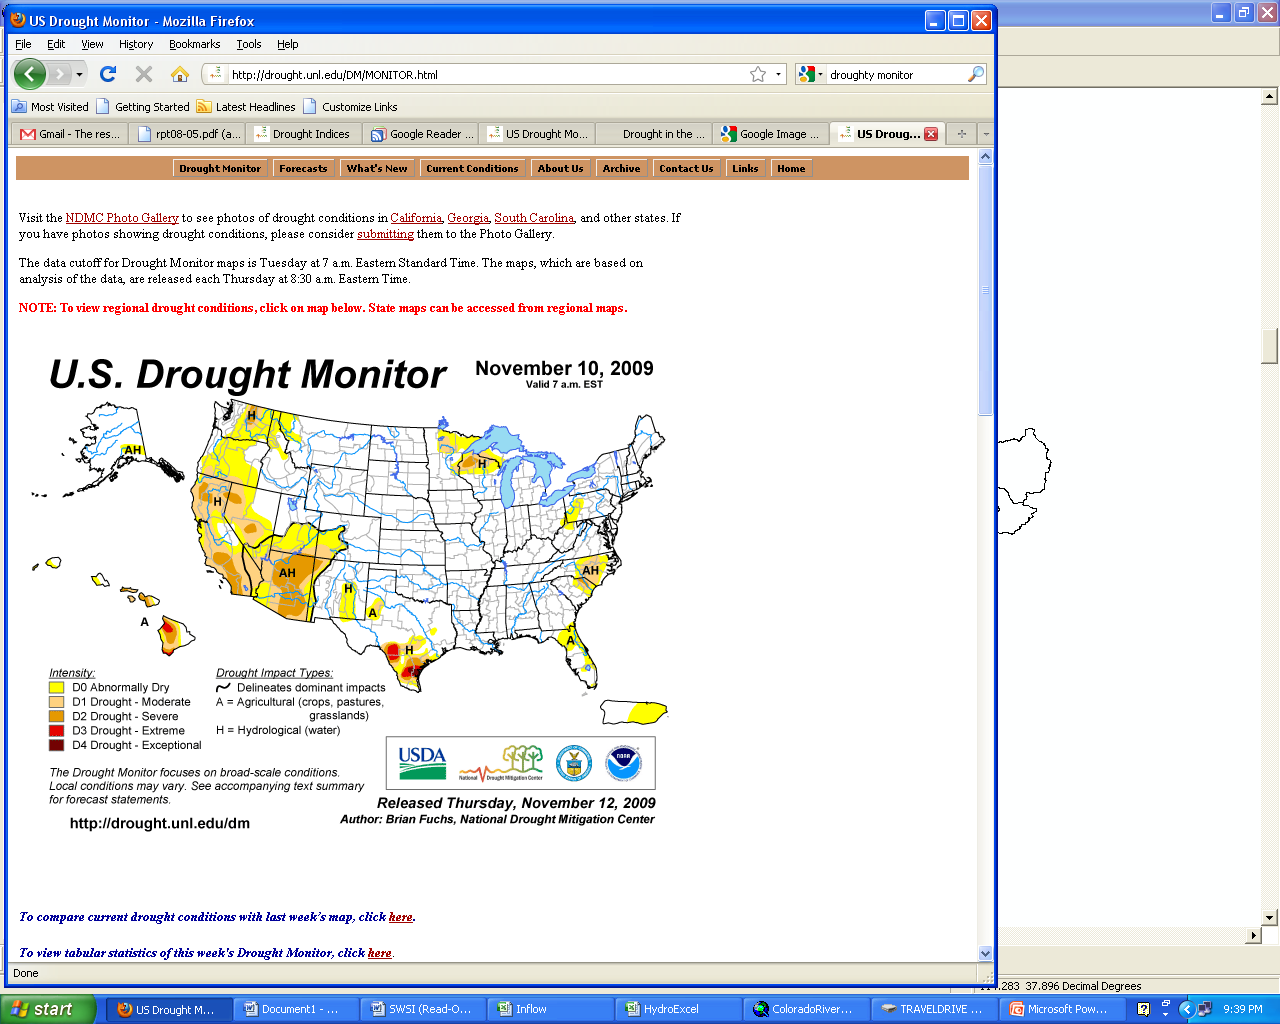 US Drought Monitor - Mozilla Firefox
File Edit View History Bookmarks Tools Help
http://drought.unl.edu/DM/MONITOR.html
droughty monitor
Most Visited Getting Started Latest Headlines Customize Links
Gmail - The res... rpt08-05.pdf (a... Drought Indices Google Reader ... US Drought Mo... Drought in the ... Google Image ... US Droug...
Drought Monitor Forecasts What's New Current Conditions About Us Archive Contact Us Links Home
Visit the NDMC Photo Gallery to see photos of drought conditions in California, Georgia, South Carolina, and other states. If
you have photos showing drought conditions, please consider submitting them to the Photo Gallery.
The data cutoff for Drought Monitor maps is Tuesday at 7 a.m. Eastern Standard Time. The maps, which are based on
analysis of the data, are released each Thursday at 8:30 a.m. Eastern Time.
NOTE: To view regional drought conditions, click on map below. State maps can be accessed from regional maps.
U.S. Drought Monitor
November 10, 2009
Valid 7 a.m. EST
H
AH
H
H
AH
H
A
AH
A
H
A
Intensity:
D0 Abnormally Dry
D1 Drought - Moderate
D2 Drought - Severe
D3 Drought - Extreme
D4 Drought - Exceptional
Drought Impact Types:
Delineates dominant impacts
A = Agricultural (crops, pastures,
grasslands)
H = Hydrological (water)
USDA
National Drought Mitigation Center
NOAA
The Drought Monitor focuses on broad-scale conditions.
Local conditions may vary. See accompanying text summary
for forecast statements.
http://drought.unl.edu/dm
Released Thursday, November 12, 2009
Author: Brian Fuchs, National Drought Mitigation Center
To compare current drought conditions with last week's map, click here.
To view tabular statistics of this week's Drought Monitor, click here.
Done
37.896 Decimal Degrees
start US Drought M... Document1 - ... SWSI (Read-O... Inflow HydroExcel ColoradoRiver... TRAVELDRIVE ... Microsoft Pow... 9:39 PM